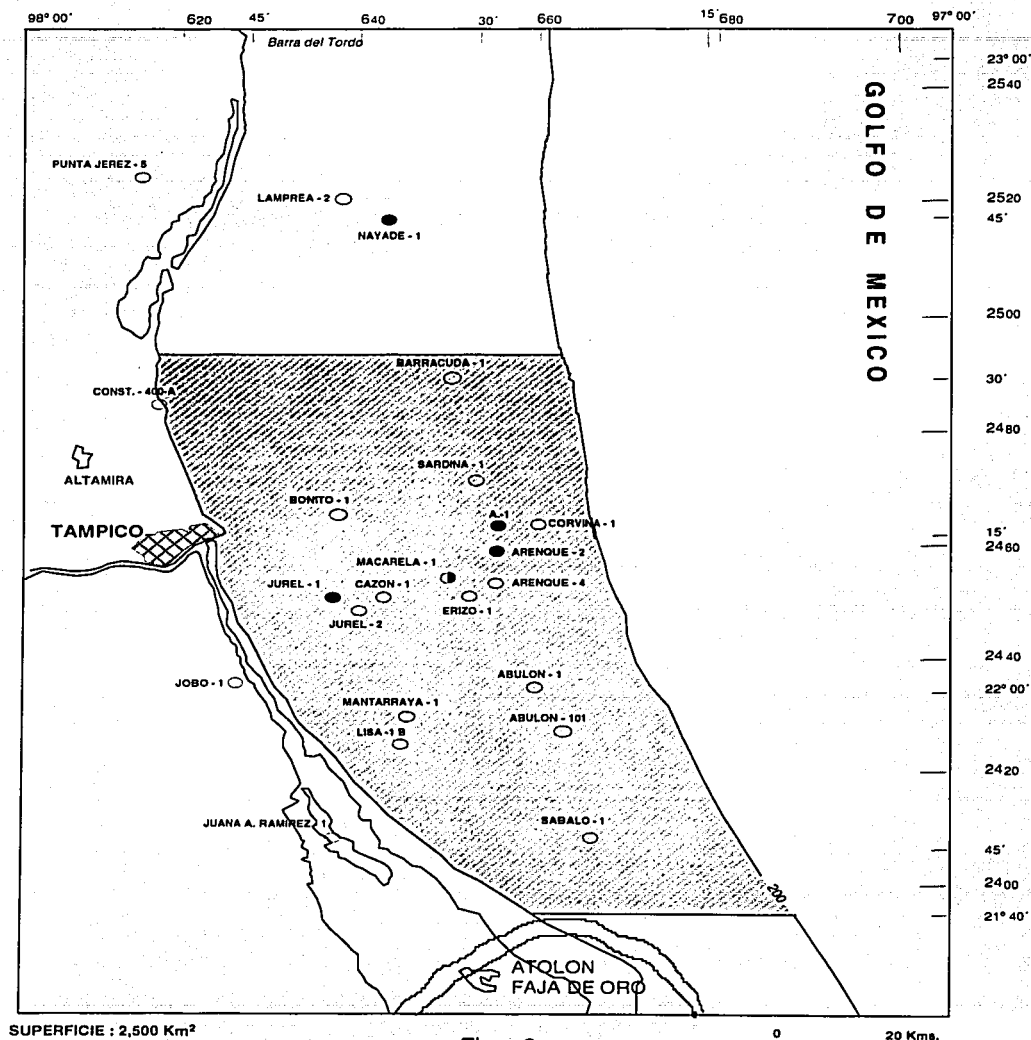 98° 00´ 620 45´ 640 30´ 660 15´ 680 700 97° 00´
Barra del Tordo
23° 00´
2540
GOLFO DE MEXICO
PUNTA JEREZ - 5
LAMPREA - 2
2520
45´
NAYADE - 1
2500
BARRACUDA - 1
30´
CONST. - 400-A
2480
SARDINA - 1
ALTAMIRA
BONITO - 1
A.-1
CORVINA - 1
TAMPICO
15´
2460
ARENQUE - 2
MACARELA - 1
JUREL - 1
CAZON - 1
ARENQUE - 4
ERIZO - 1
JUREL - 2
2440
ABULON - 1
JOBO - 1
22° 00´
MANTARRAYA - 1
ABULON - 101
LISA - 1 B
2420
SABALO - 1
JUANA A. RAMIREZ - 1
45´
2400
200
21° 40´
ATOLON
FAJA DE ORO
SUPERFICIE : 2,500 Km²
0 20 Kms.